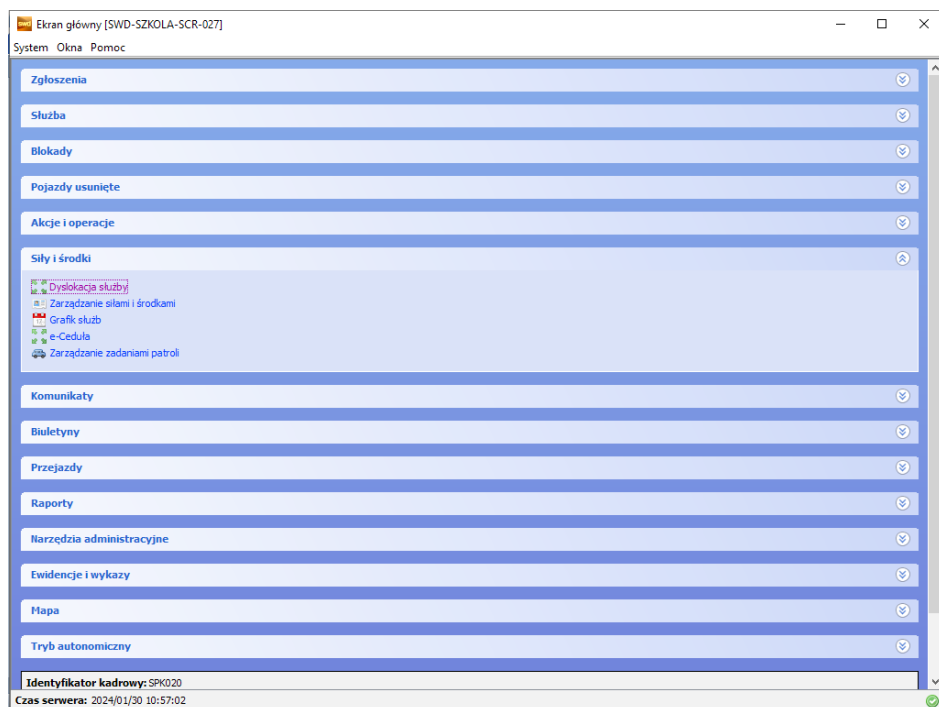 Ekran główny [SWD-SZKOLA-SCR-027]
System Okna Pomoc
Zgłoszenia
Służba
Blokady
Pojazdy usunięte
Akcje i operacje
Siły i środki
Dyslokacja służby
Zarządzanie siłami i środkami
Grafik służb
e-Ceduła
Zarządzanie zadaniami patroli
Komunikaty
Biuletyny
Przejazdy
Raporty
Narzędzia administracyjne
Ewidencje i wykazy
Mapa
Tryb autonomiczny
Identyfikator kadrowy: SPK020
Czas serwera: 2024/01/30 10:57:02